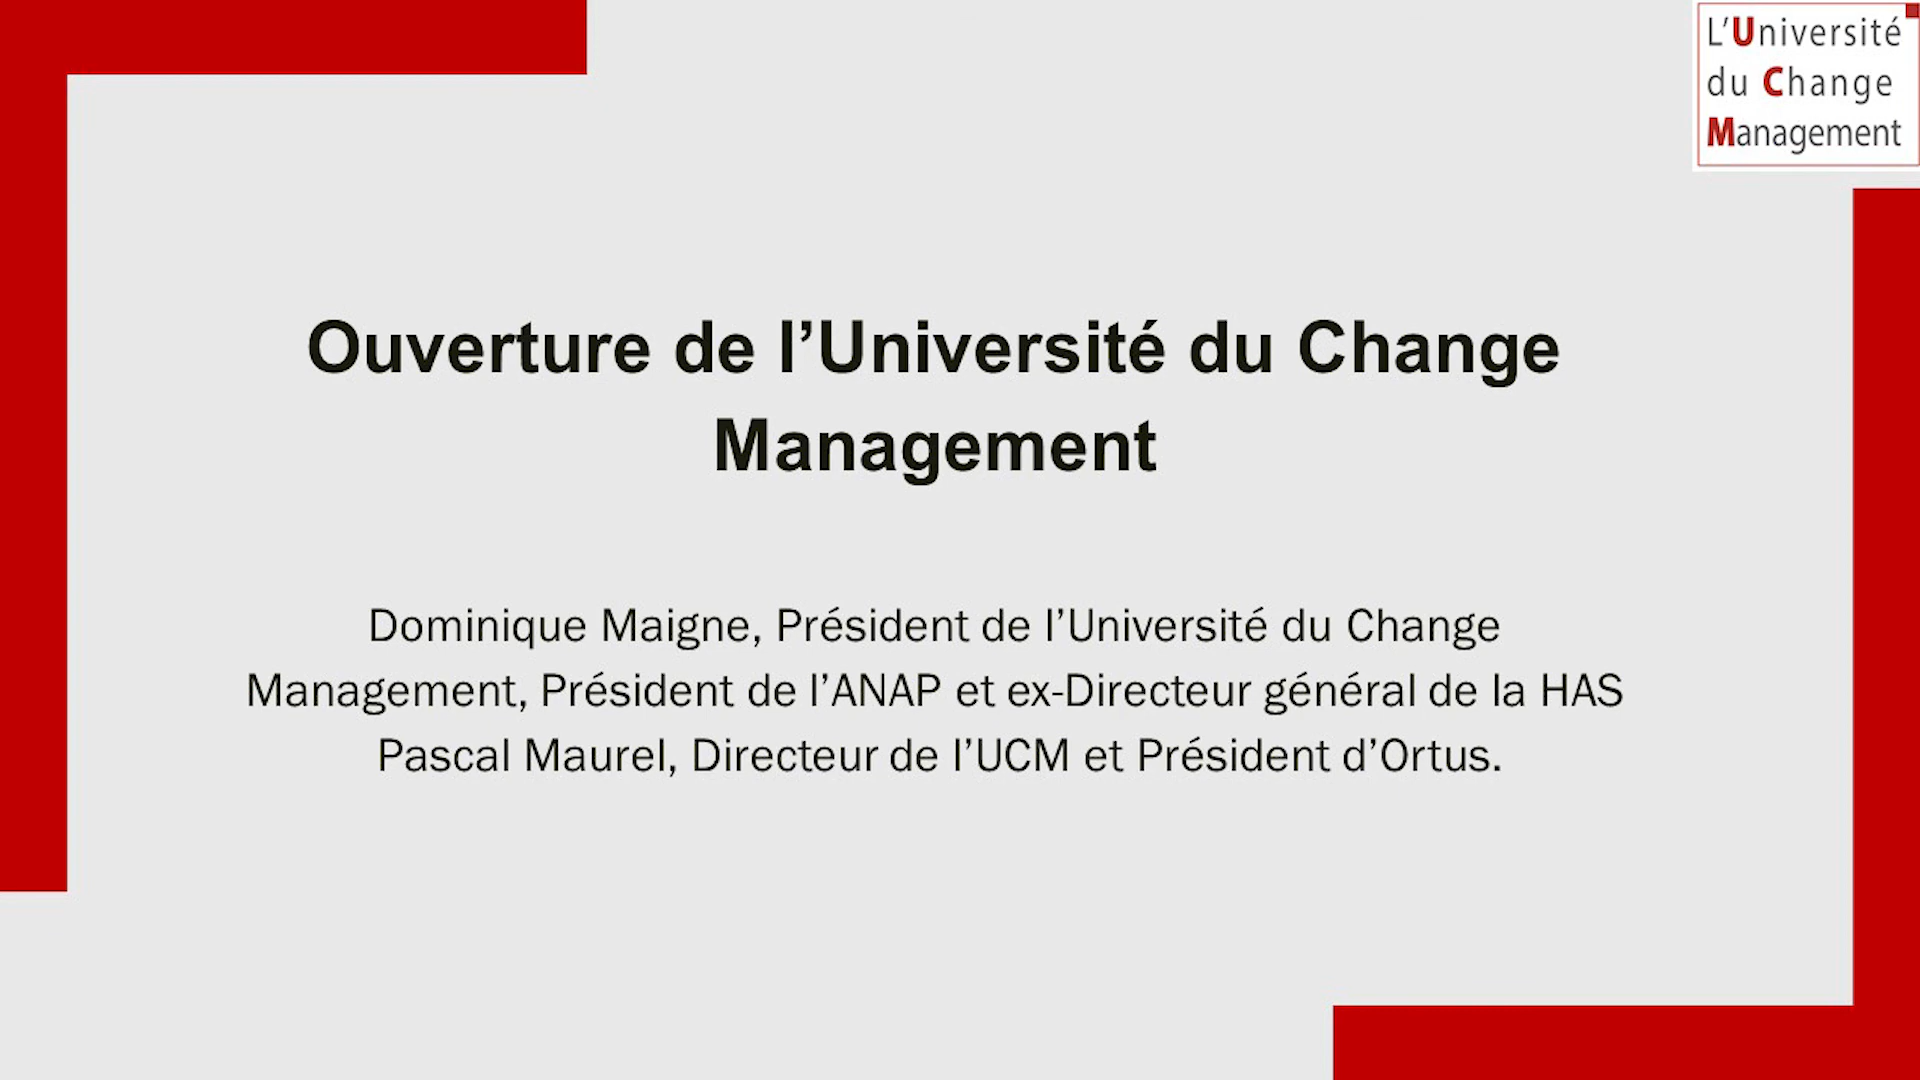 L'Université
du Change
Management
Ouverture de l’Université du Change
Management
Dominique Maigne, Président de l’Université du Change
Management, Président de l’ANAP et ex-Directeur général de la HAS
Pascal Maurel, Directeur de l’UCM et Président d’Ortus.